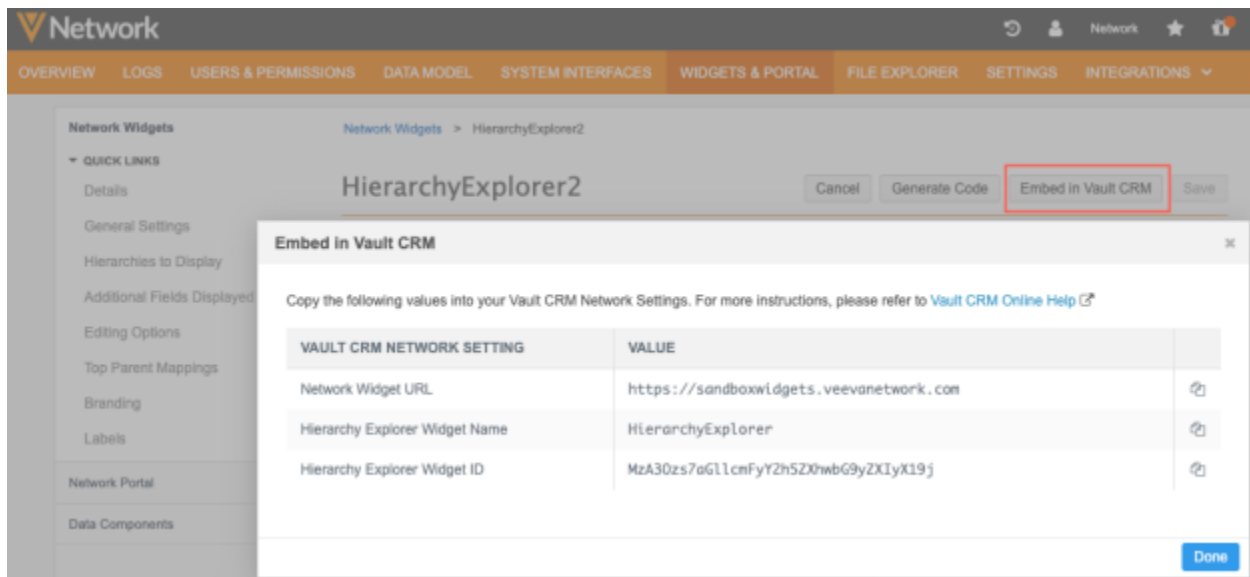 Network
Network
OVERVIEW LOGS USERS & PERMISSIONS DATA MODEL SYSTEM INTERFACES WIDGETS & PORTAL FILE EXPLORER SETTINGS INTEGRATIONS
Network Widgets
Network Widgets > HierarchyExplorer2
QUICK LINKS
Details
HierarchyExplorer2
Cancel Generate Code Embed in Vault CRM Save
General Settings
Embed in Vault CRM
Hierarchies to Display
Additional Fields Displayed
Copy the following values into your Vault CRM Network Settings. For more instructions, please refer to Vault CRM Online Help
Editing Options
VAULT CRM NETWORK SETTING VALUE
Top Parent Mappings
Network Widget URL https://sandboxwidgets.veevanetwork.com
Branding
Hierarchy Explorer Widget Name HierarchyExplorer
Labels
Hierarchy Explorer Widget ID MzA3Ozs7aGllcmFyY2h5ZXhwbG9yZXIyX19j
Network Portal
Data Components
Done